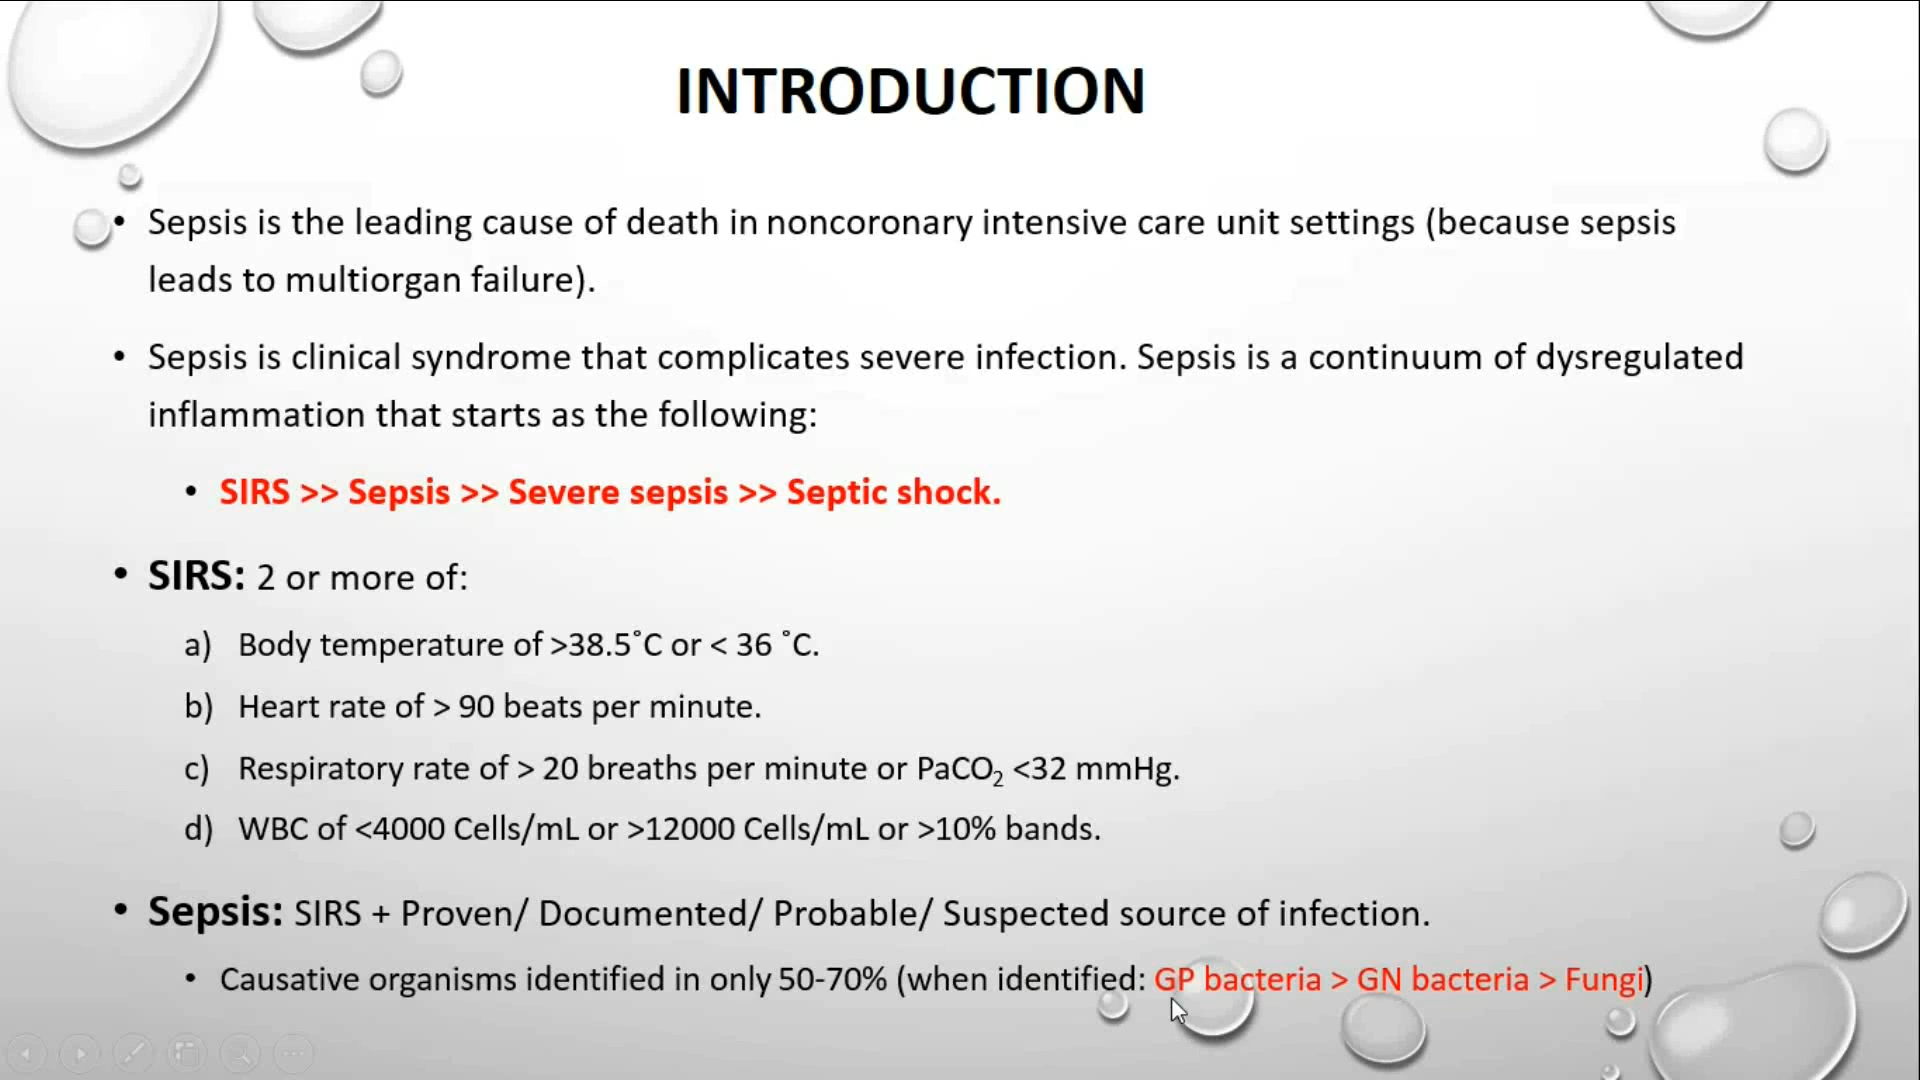 INTRODUCTION
• Sepsis is the leading cause of death in noncoronary intensive care unit settings (because sepsis
leads to multiorgan failure).
• Sepsis is clinical syndrome that complicates severe infection. Sepsis is a continuum of dysregulated
inflammation that starts as the following:
• SIRS >> Sepsis >> Severe sepsis >> Septic shock.
• SIRS: 2 or more of:
a) Body temperature of >38.5˚C or < 36 ˚C.
b) Heart rate of > 90 beats per minute.
c) Respiratory rate of > 20 breaths per minute or PaCO₂ <32 mmHg.
d) WBC of <4000 Cells/mL or >12000 Cells/mL or >10% bands.
• Sepsis: SIRS + Proven/ Documented/ Probable/ Suspected source of infection.
• Causative organisms identified in only 50-70% (when identified: GP bacteria > GN bacteria > Fungi)